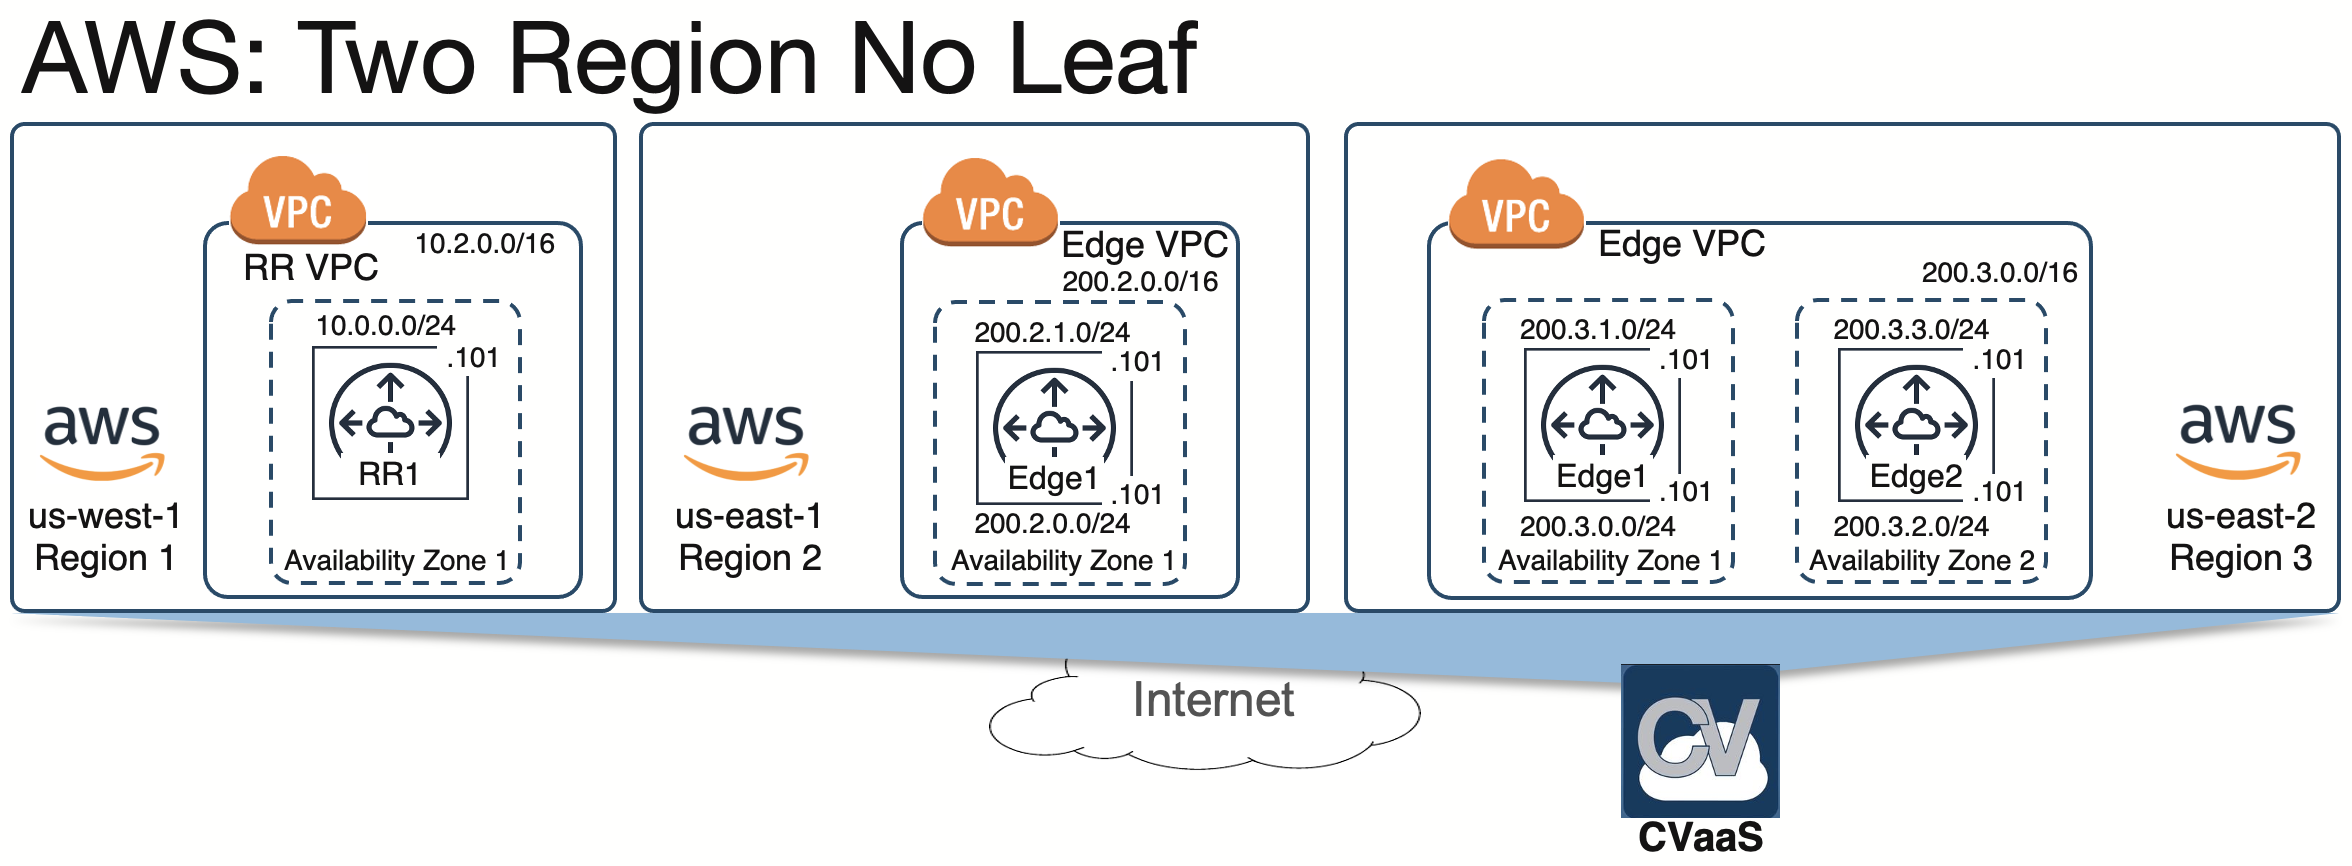 AWS: Two Region No Leaf
VPC
RR VPC
10.2.0.0/16
10.0.0.0/24
.101
RR1
Availability Zone 1
aws
us-west-1
Region 1
VPC
Edge VPC
200.2.0.0/16
200.2.1.0/24
.101
Edge1
.101
200.2.0.0/24
Availability Zone 1
aws
us-east-1
Region 2
VPC
Edge VPC
200.3.0.0/16
200.3.1.0/24
.101
Edge1
.101
200.3.0.0/24
Availability Zone 1
200.3.3.0/24
.101
Edge2
.101
200.3.2.0/24
Availability Zone 2
aws
us-east-2
Region 3
Internet
CV
CVaaS